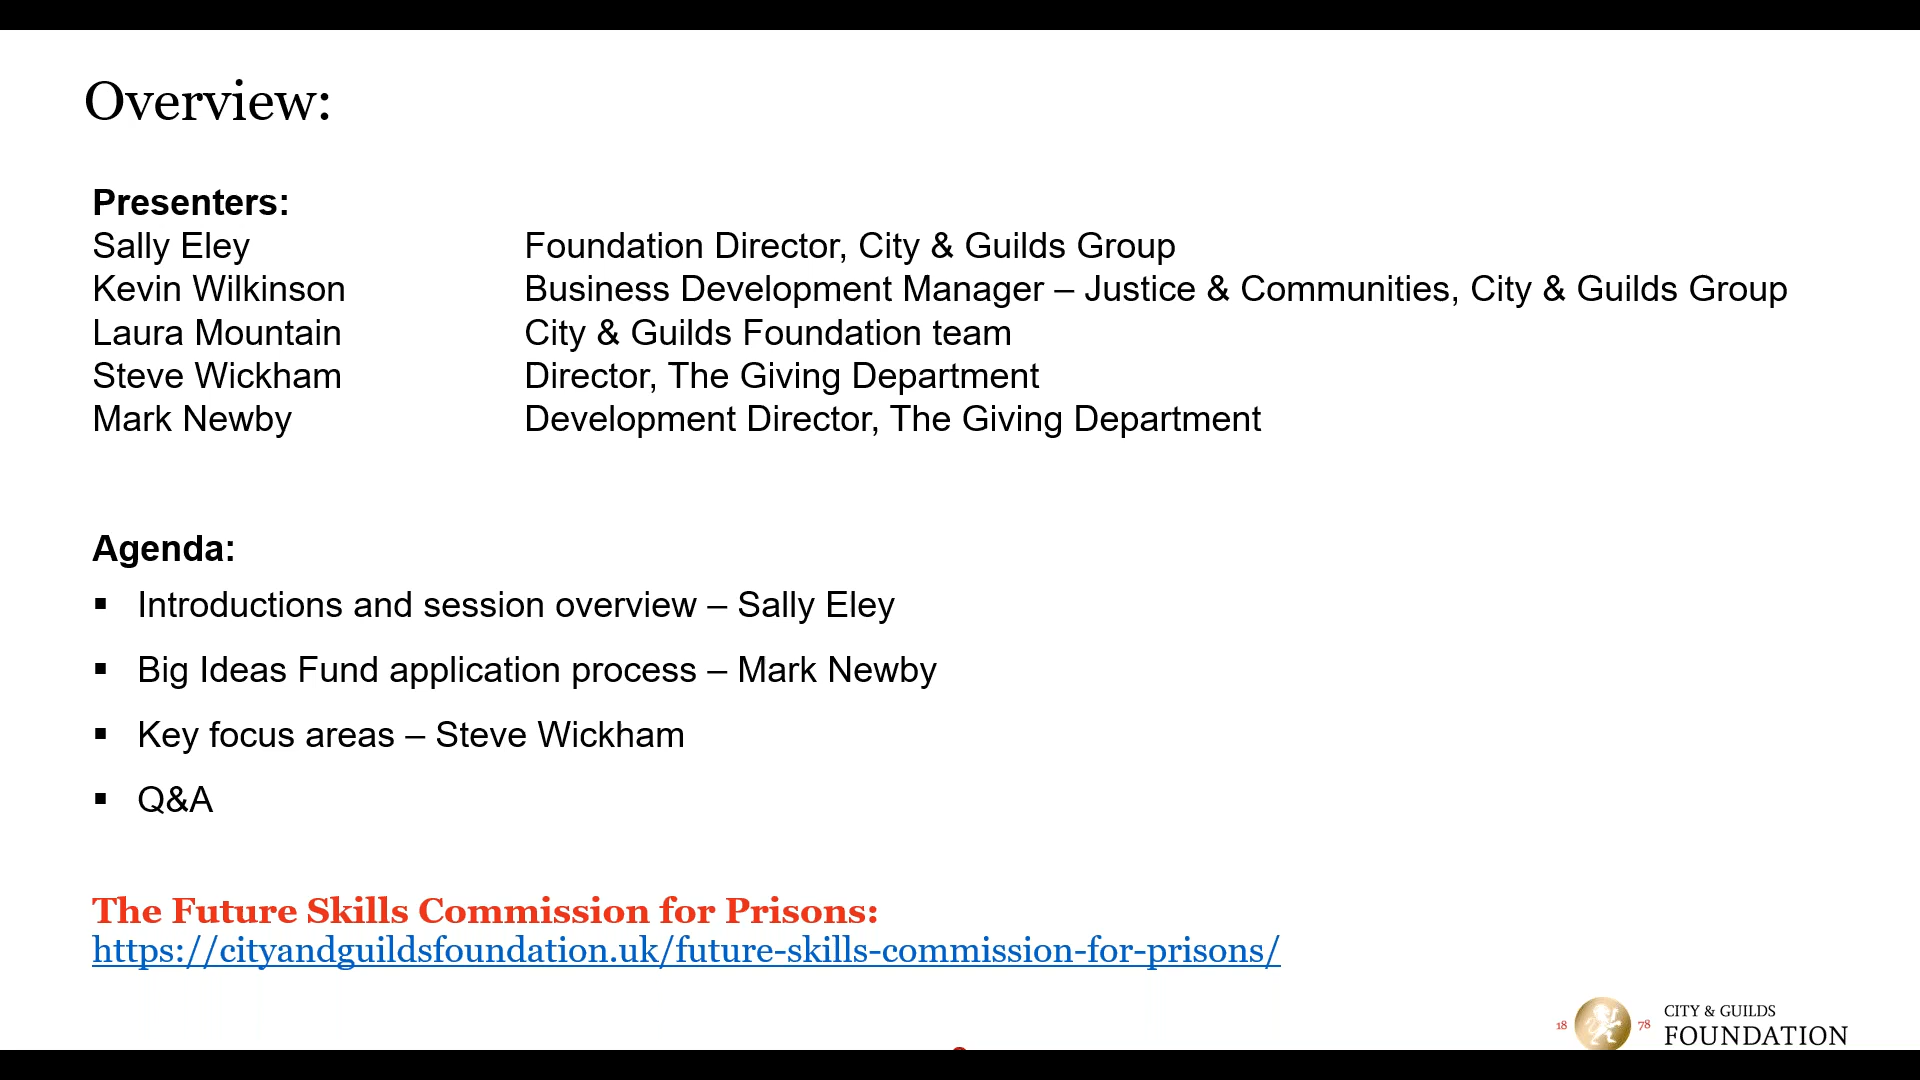 Overview:
Presenters:
Sally Eley Foundation Director, City & Guilds Group
Kevin Wilkinson Business Development Manager – Justice & Communities, City & Guilds Group
Laura Mountain City & Guilds Foundation team
Steve Wickham Director, The Giving Department
Mark Newby Development Director, The Giving Department
Agenda:
▪ Introductions and session overview – Sally Eley
▪ Big Ideas Fund application process – Mark Newby
▪ Key focus areas – Steve Wickham
▪ Q&A
The Future Skills Commission for Prisons:
https://cityandguildsfoundation.uk/future-skills-commission-for-prisons/
18 78 CITY & GUILDS
FOUNDATION